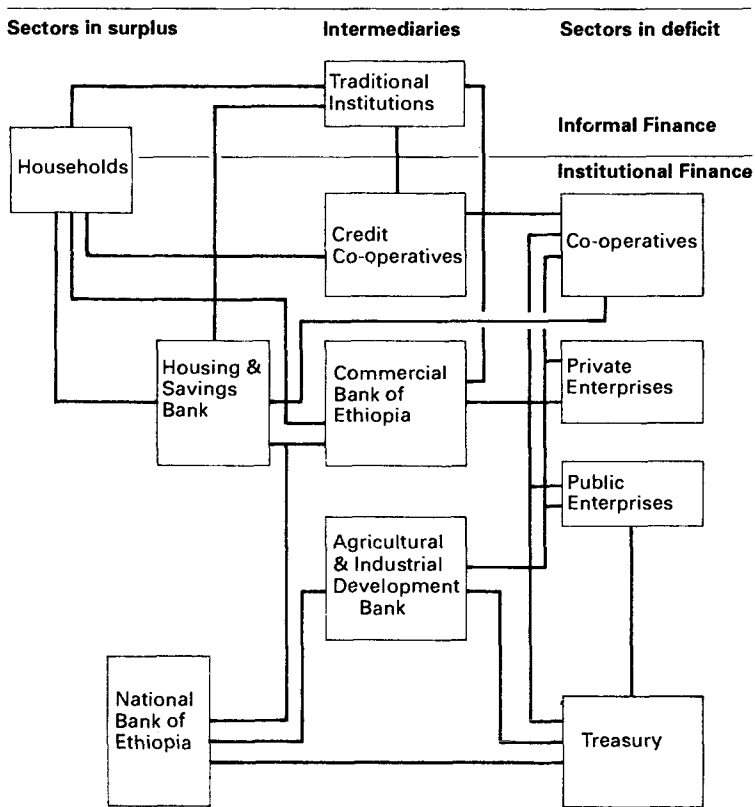 Sectors in surplus
Intermediaries
Sectors in deficit
Traditional
Institutions
Informal Finance
Households
Institutional Finance
Credit
Co-operatives
Co-operatives
Housing &
Savings
Bank
Commercial
Bank of
Ethiopia
Private
Enterprises
Public
Enterprises
Agricultural
& Industrial
Development
Bank
National
Bank of
Ethiopia
Treasury